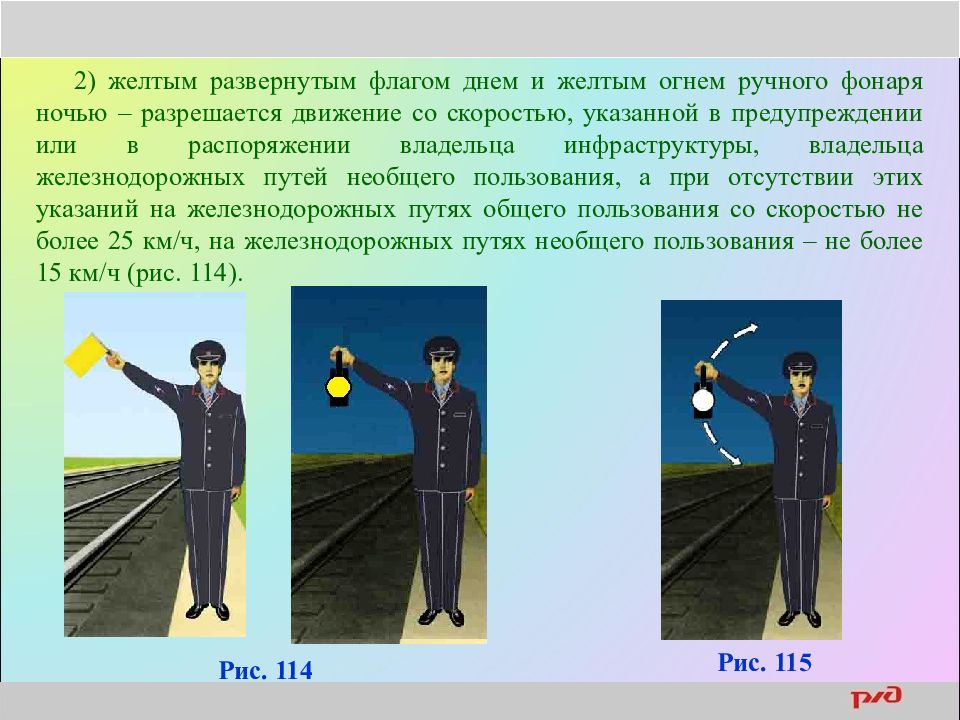 2) желтым развернутым флагом днем и желтым огнем ручного фонаря
ночью – разрешается движение со скоростью, указанной в предупреждении
или в распоряжении владельца инфраструктуры, владельца
железнодорожных путей необщего пользования, а при отсутствии этих
указаний на железнодорожных путях общего пользования со скоростью не
более 25 км/ч, на железнодорожных путях необщего пользования – не более
15 км/ч (рис. 114).
Рис. 114
Рис. 115
ржд